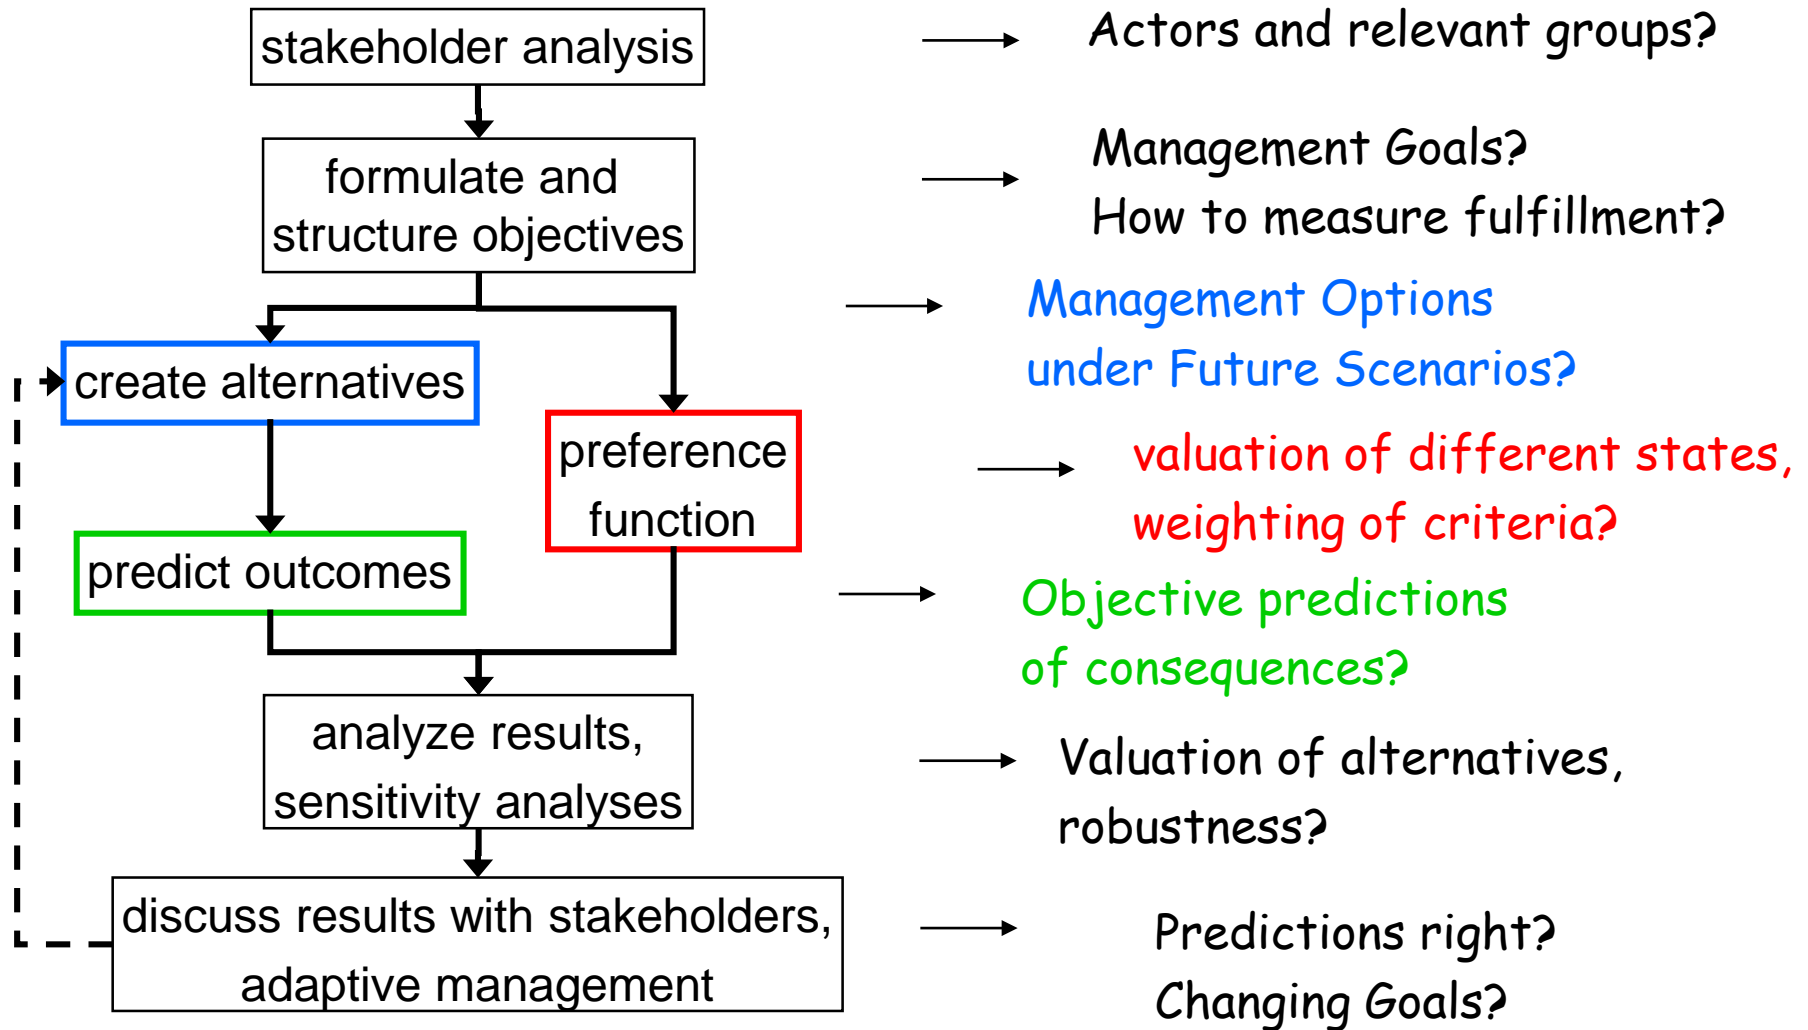 stakeholder analysis
Actors and relevant groups?
formulate and
structure objectives
Management Goals?
How to measure fulfillment?
create alternatives
Management Options
under Future Scenarios?
preference
function
valuation of different states,
weighting of criteria?
predict outcomes
Objective predictions
of consequences?
analyze results,
sensitivity analyses
Valuation of alternatives,
robustness?
discuss results with stakeholders,
adaptive management
Predictions right?
Changing Goals?